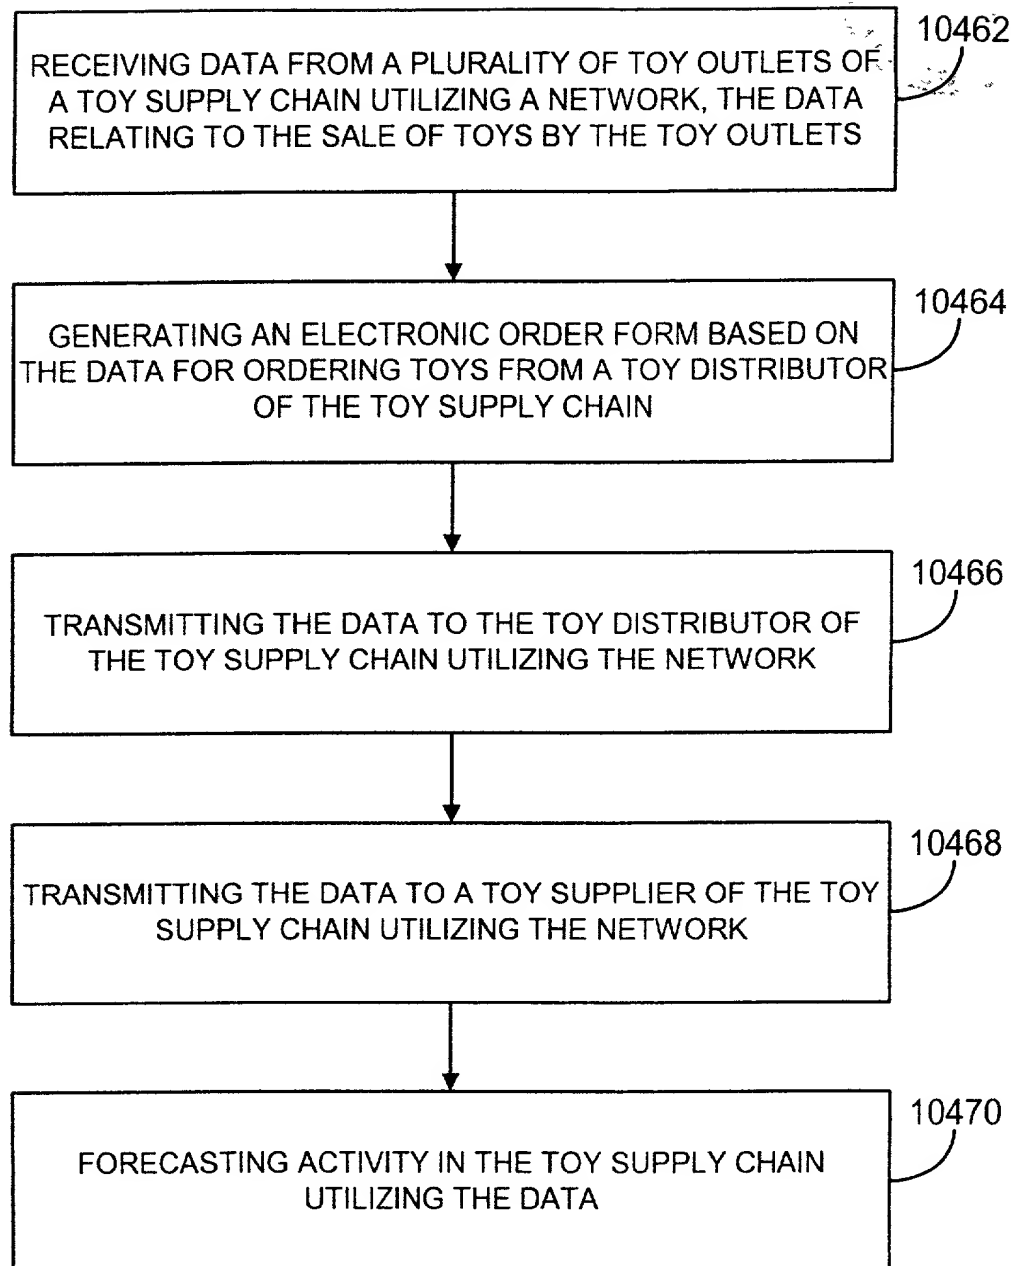 10462
RECEIVING DATA FROM A PLURALITY OF TOY OUTLETS OF
A TOY SUPPLY CHAIN UTILIZING A NETWORK, THE DATA
RELATING TO THE SALE OF TOYS BY THE TOY OUTLETS
10464
GENERATING AN ELECTRONIC ORDER FORM BASED ON
THE DATA FOR ORDERING TOYS FROM A TOY DISTRIBUTOR
OF THE TOY SUPPLY CHAIN
10466
TRANSMITTING THE DATA TO THE TOY DISTRIBUTOR OF
THE TOY SUPPLY CHAIN UTILIZING THE NETWORK
10468
TRANSMITTING THE DATA TO A TOY SUPPLIER OF THE TOY
SUPPLY CHAIN UTILIZING THE NETWORK
10470
FORECASTING ACTIVITY IN THE TOY SUPPLY CHAIN
UTILIZING THE DATA